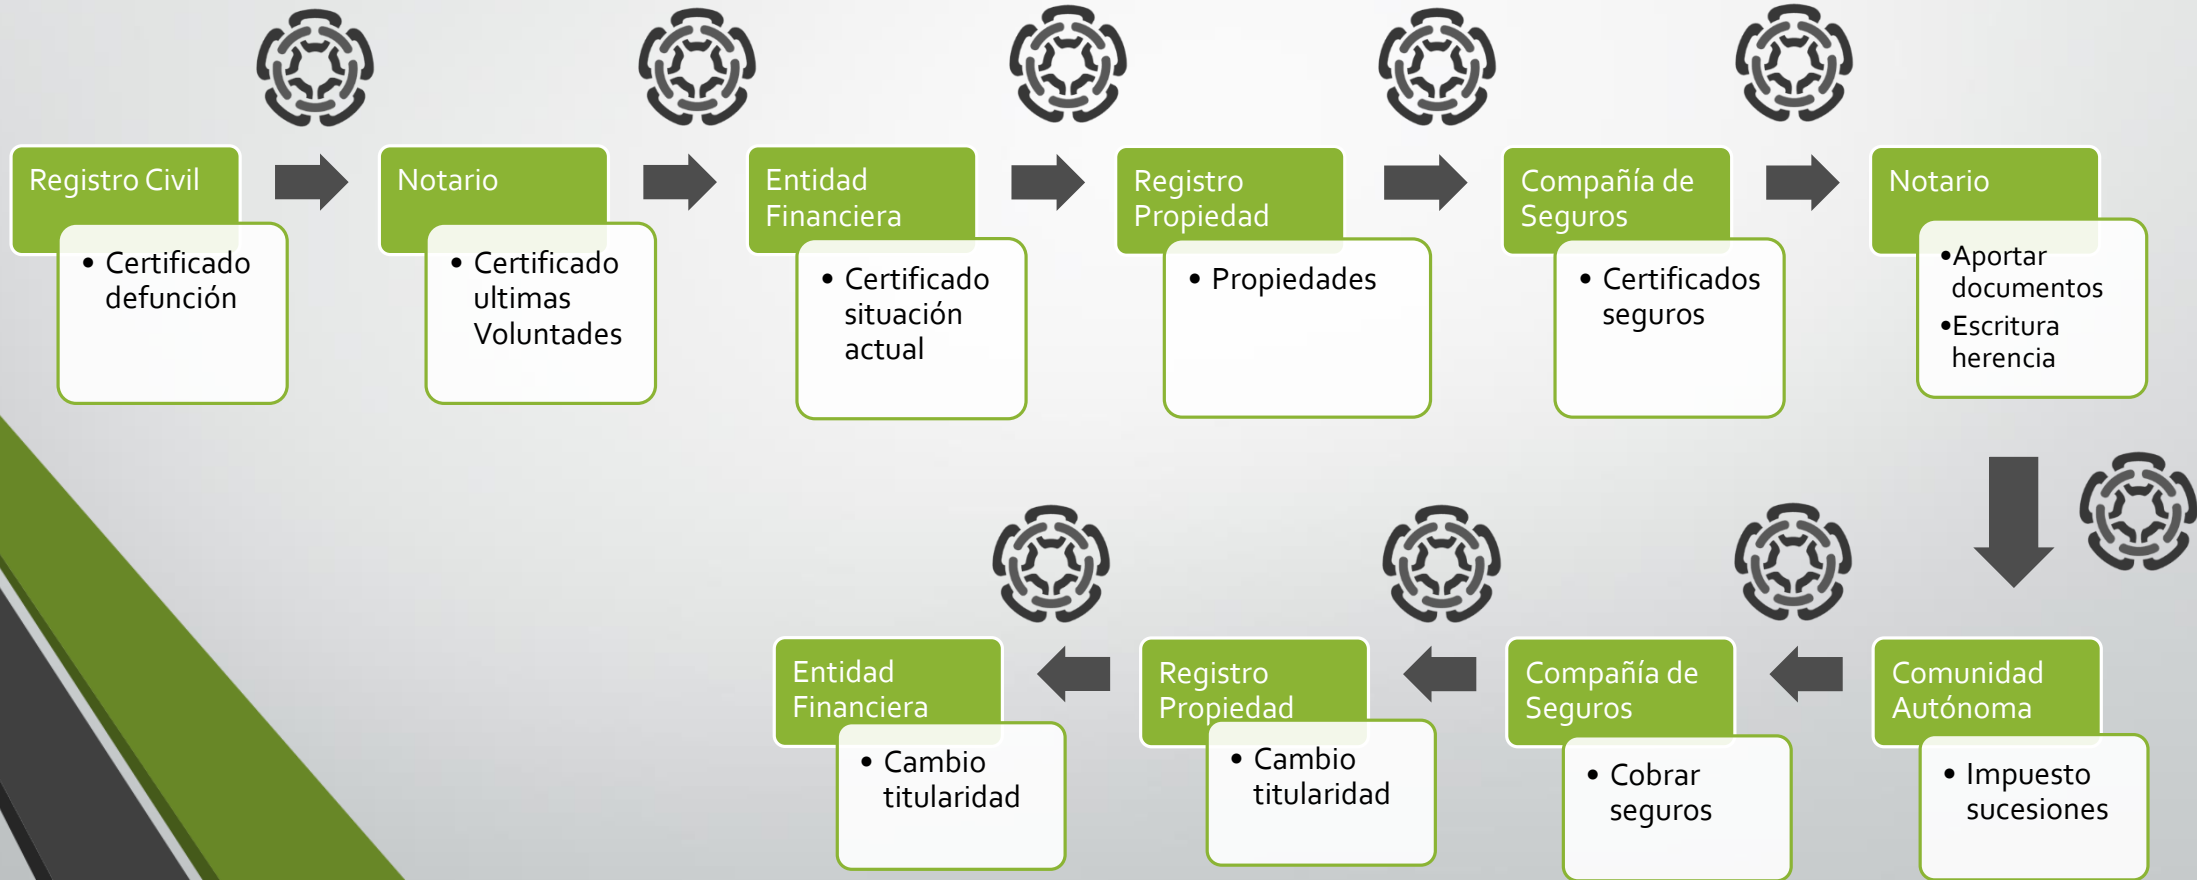 Registro Civil
• Certificado
defunción
Notario
• Certificado
ultimas
Voluntades
Entidad
Financiera
• Certificado
situación
actual
Registro
Propiedad
• Propiedades
Compañía de
Seguros
• Certificados
seguros
Notario
•Aportar
documentos
•Escritura
herencia
Comunidad
Autónoma
• Impuesto
sucesiones
Compañía de
Seguros
• Cobrar
seguros
Registro
Propiedad
• Cambio
titularidad
Entidad
Financiera
• Cambio
titularidad